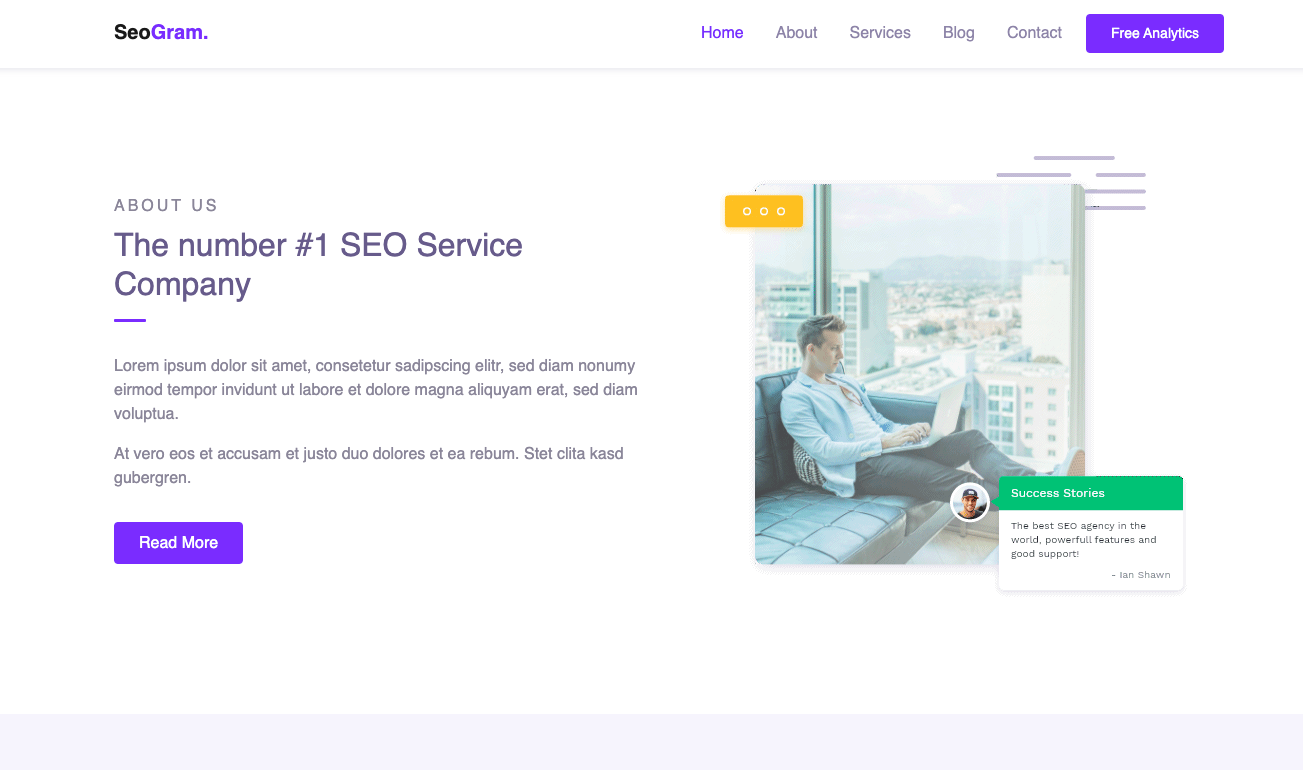 SeoGram.
Home About Services Blog Contact Free Analytics
ABOUT US
The number #1 SEO Service
Company
Lorem ipsum dolor sit amet, consetetur sadipscing elitr, sed diam nonumy
eirmod tempor invidunt ut labore et dolore magna aliquyam erat, sed diam
voluptua.
At vero eos et accusam et justo duo dolores et ea rebum. Stet clita kasd
gubergren.
Read More
Success Stories
The best SEO agency in the
world, powerfull features and
good support!
- Ian Shawn